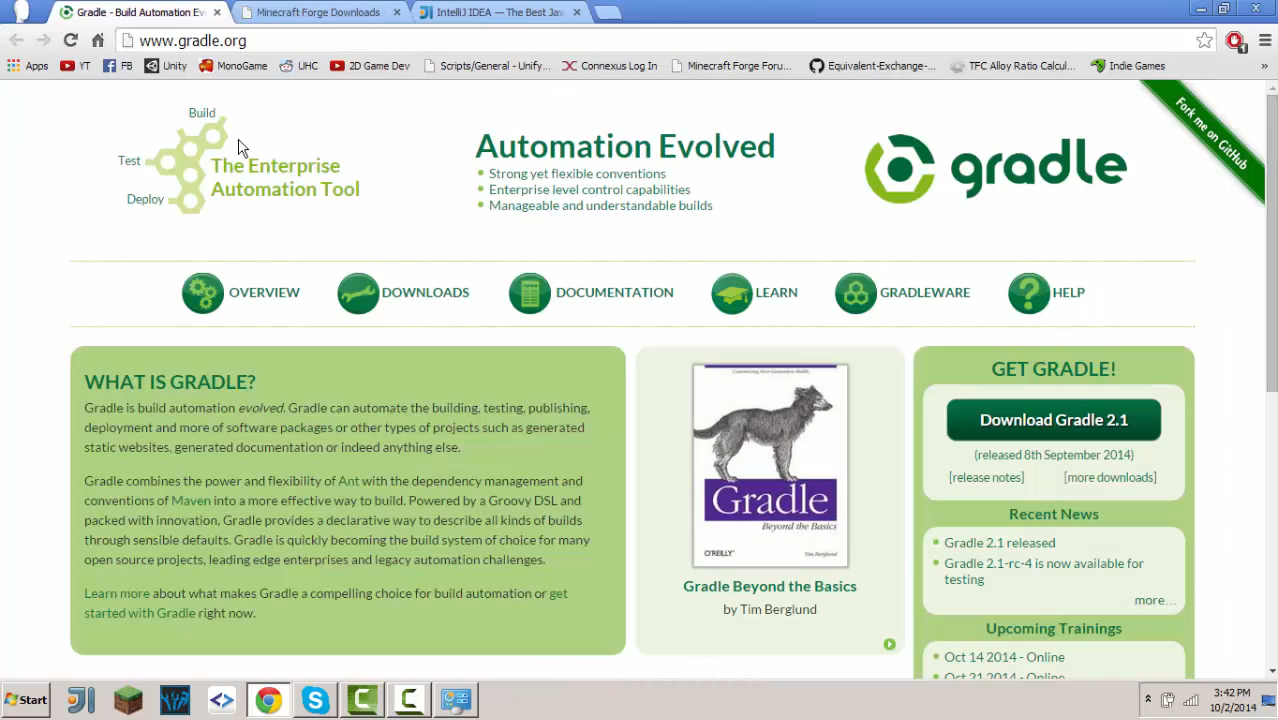 Gradle - Build Automation Ev
Minecraft Forge Downloads
IntelliJ IDEA — The Best Jav
www.gradle.org
Apps
YT
FB
Unity
MonoGame
UHC
2D Game Dev
Scripts/General - Unify...
Connexus Log In
Minecraft Forge Foru...
Equivalent-Exchange-...
TFC Alloy Ratio Calcul...
Indie Games
»
Build
Test
Deploy
The Enterprise
Automation Tool
Automation Evolved
Strong yet flexible conventions
Enterprise level control capabilities
Manageable and understandable builds
gradle
Fork me on GitHub
OVERVIEW
DOWNLOADS
DOCUMENTATION
LEARN
GRADLEWARE
HELP
WHAT IS GRADLE?
Gradle is build automation evolved. Gradle can automate the building, testing, publishing,
deployment and more of software packages or other types of projects such as generated
static websites, generated documentation or indeed anything else.
Gradle combines the power and flexibility of Ant with the dependency management and
conventions of Maven into a more effective way to build. Powered by a Groovy DSL and
packed with innovation, Gradle provides a declarative way to describe all kinds of builds
through sensible defaults. Gradle is quickly becoming the build system of choice for many
open source projects, leading edge enterprises and legacy automation challenges.
Learn more about what makes Gradle a compelling choice for build automation or get
started with Gradle right now.
Gradle
Beyond the Basics
O'REILLY
Tim Berglund
Gradle Beyond the Basics
by Tim Berglund
GET GRADLE!
Download Gradle 2.1
(released 8th September 2014)
[release notes]
[more downloads]
Recent News
Gradle 2.1 released
Gradle 2.1-rc-4 is now available for
testing
more...
Upcoming Trainings
Oct 14 2014 - Online
Oct 21 2014 - Online
Start
3:42 PM
10/2/2014